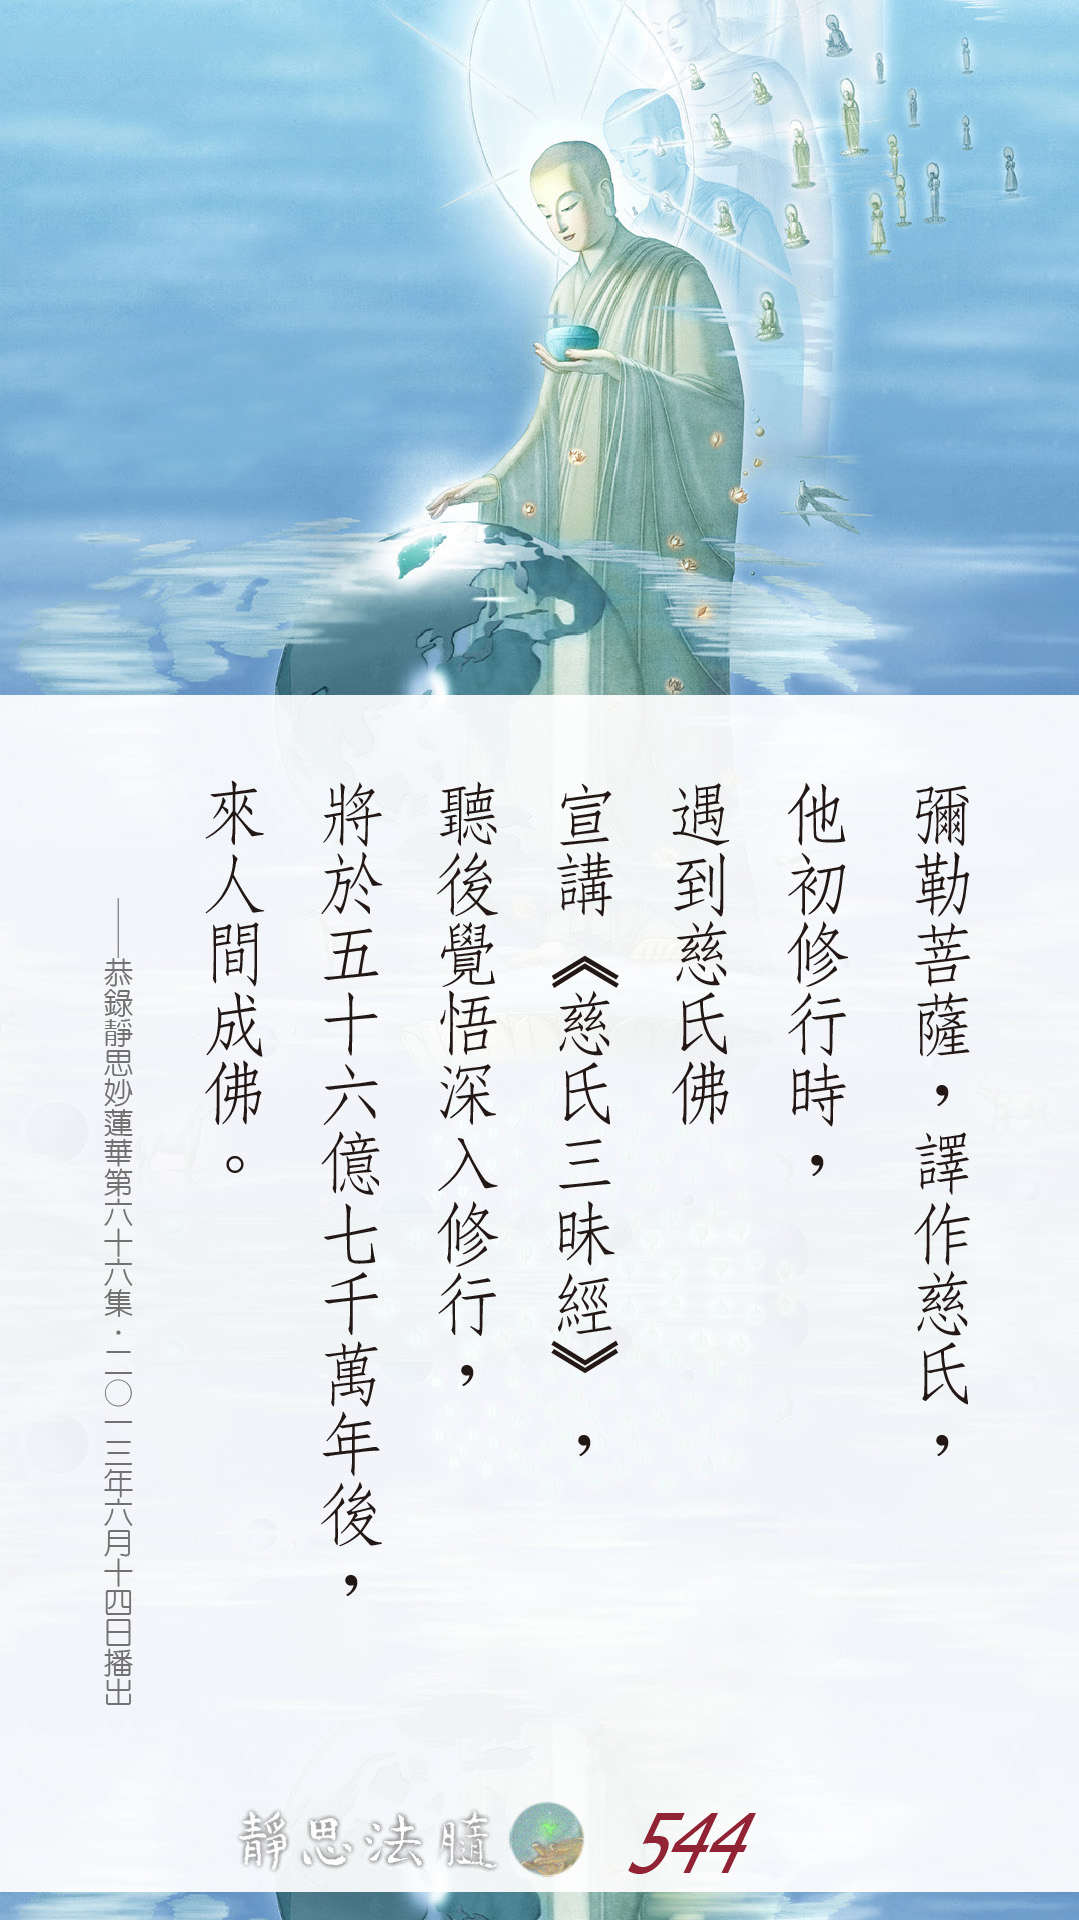 彌勒菩薩，譯作慈氏，
他初修行時，
遇到慈氏佛
宣講《慈氏三昧經》，
聽後覺悟深入修行，
將於五十六億七千萬年後，
來人間成佛。
——恭錄靜思妙蓮華第六十六集．二〇一三年六月十四日播出
靜思法髓 544